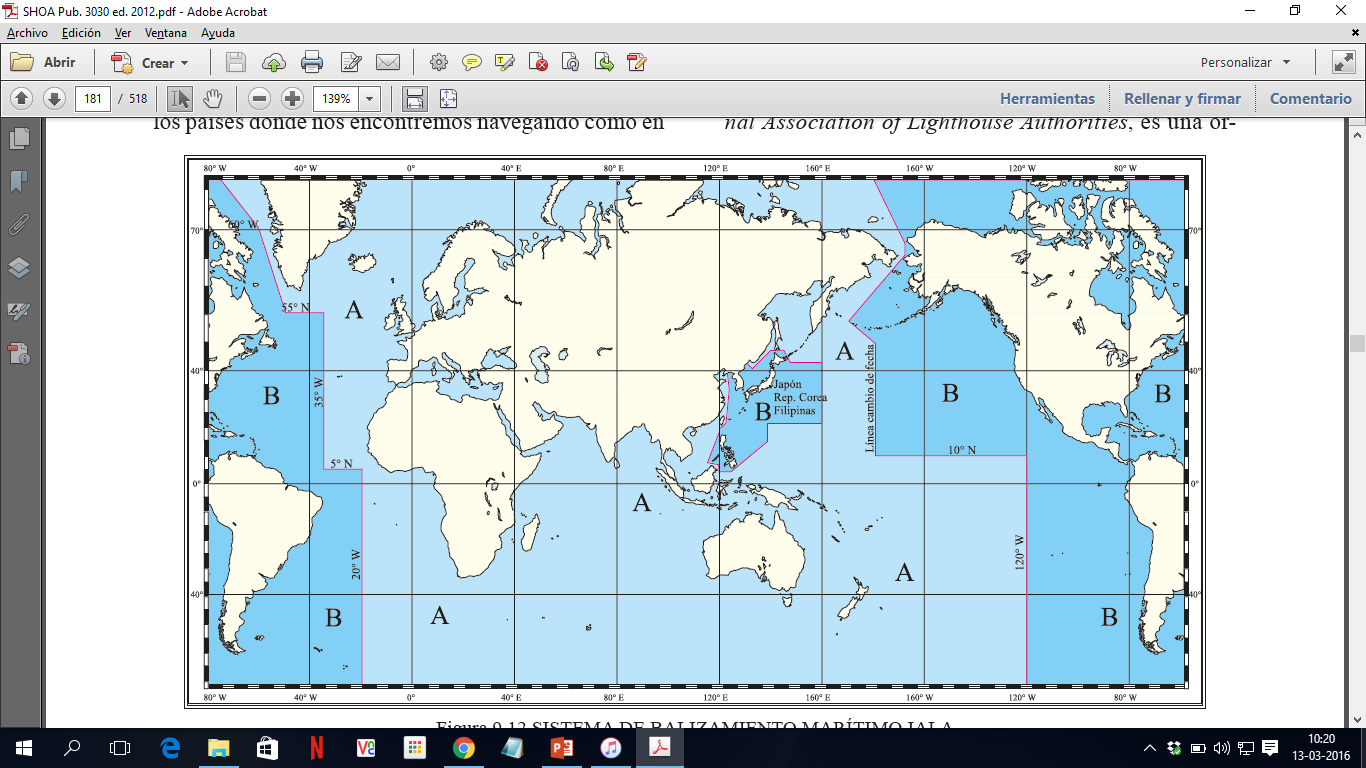 SHOA Pub. 3030 ed. 2012.pdf - Adobe Acrobat
Archivo Edición Ver Ventana Ayuda
Abrir Crear Personalizar
181 / 518 139% Herramientas Rellenar y firmar Comentario
los países donde nos encontremos navegando como en
nal Association of Lighthouse Authorities, es una or-
80° W 40° W 0° 40° E 80° E 120° E 160° E 160° W 120° W 80° W
70° W
70° 70°
55° N
A
A
40° 40°
B
35° W
Japón
Rep. Corea
Filipinas
B
Línea cambio de fecha
B
B
10° N
5° N
0° 0°
A
20° W
120° W
A
40° 40°
B
A
B
80° W 40° W 0° 40° E 80° E 120° E 160° E 160° W 120° W 80° W
Figura 9-12 SISTEMA DE BALIZAMIENTO MARÍTIMO IALA
10:20
13-03-2016